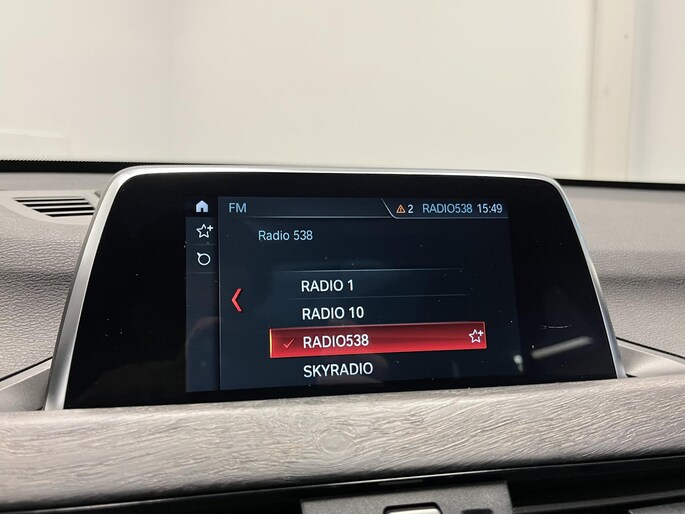 FM 2 RADIO538 15:49
Radio 538
RADIO 1
RADIO 10
RADIO538
SKYRADIO